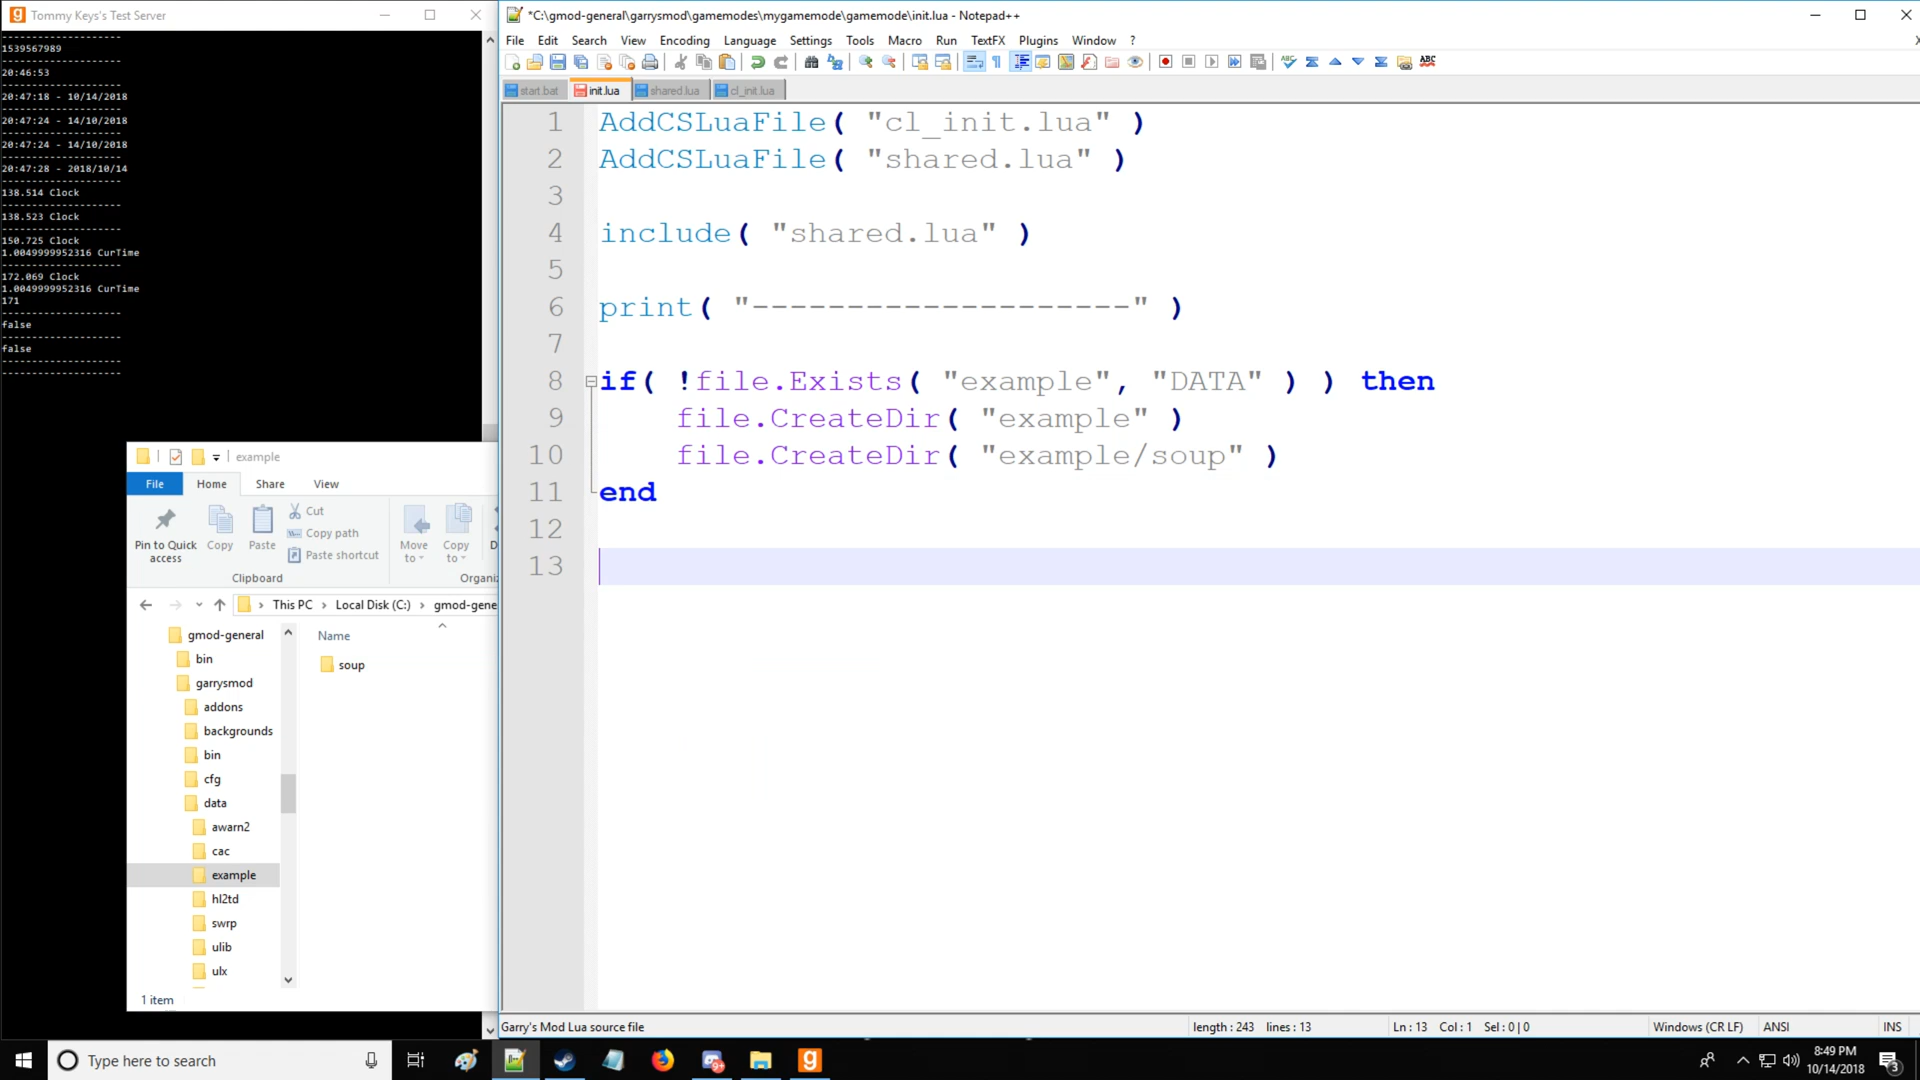 Tommy Keys's Test Server
--------------------
1539567989
--------------------
20:46:53
--------------------
20:47:18 - 10/14/2018
--------------------
20:47:24 - 14/10/2018
--------------------
20:47:24 - 14/10/2018
--------------------
20:47:28 - 2018/10/14
--------------------
138.514 Clock
--------------------
138.523 Clock
--------------------
150.725 Clock
1.0049999952316 CurTime
--------------------
172.069 Clock
1.0049999952316 CurTime
171
--------------------
false
--------------------
false
--------------------
--------------------
example
File Home Share View
Pin to Quick access
Copy
Paste
Cut
Copy path
Paste shortcut
Move to
Copy to
D
Clipboard
Organiz
This PC > Local Disk (C:) > gmod-gene
gmod-general
bin
garrysmod
addons
backgrounds
bin
cfg
data
awarn2
cac
example
hl2td
swrp
ulib
ulx
Name
soup
1 item
*C:\gmod-general\garrysmod\gamemodes\mygamemode\gamemode\init.lua - Notepad++
File Edit Search View Encoding Language Settings Tools Macro Run TextFX Plugins Window ?
start.bat init.lua shared.lua cl_init.lua
1 AddCSLuaFile( "cl_init.lua" )
2 AddCSLuaFile( "shared.lua" )
3
4 include( "shared.lua" )
5
6 print( "--------------------" )
7
8 if( !file.Exists( "example", "DATA" ) ) then
9 file.CreateDir( "example" )
10 file.CreateDir( "example/soup" )
11 end
12
13
Garry's Mod Lua source file length : 243 lines : 13 Ln : 13 Col : 1 Sel : 0 | 0 Windows (CR LF) ANSI INS
Type here to search
8:49 PM
10/14/2018
3